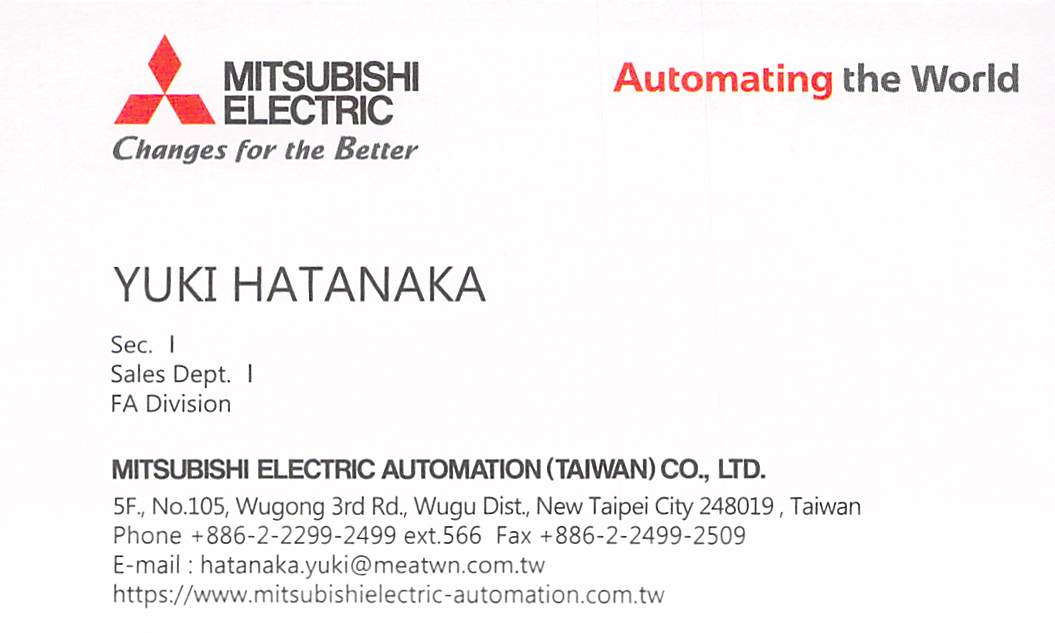 MITSUBISHI
ELECTRIC
Changes for the Better
Automating the World
YUKI HATANAKA
Sec. I
Sales Dept. I
FA Division
MITSUBISHI ELECTRIC AUTOMATION (TAIWAN) CO., LTD.
5F., No.105, Wugong 3rd Rd., Wugu Dist., New Taipei City 248019 , Taiwan
Phone +886-2-2299-2499 ext.566 Fax +886-2-2499-2509
E-mail : hatanaka.yuki@meatwn.com.tw
https://www.mitsubishielectric-automation.com.tw